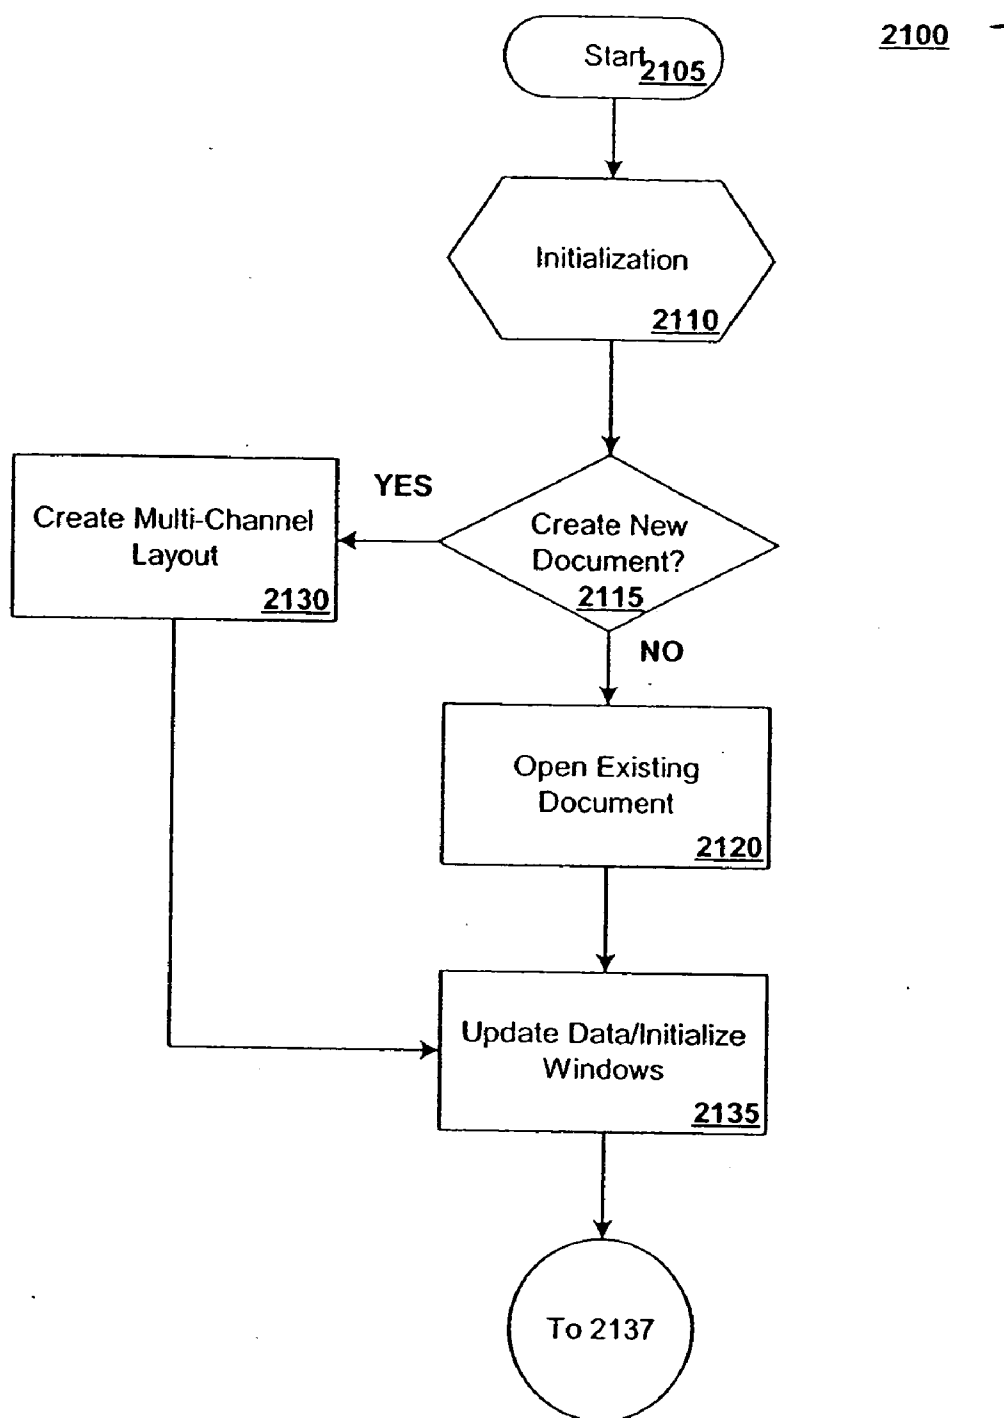 2100
Start
2105
Initialization
2110
YES
Create New
Document?
2115
Create Multi-Channel
Layout
2130
NO
Open Existing
Document
2120
Update Data/Initialize
Windows
2135
To 2137